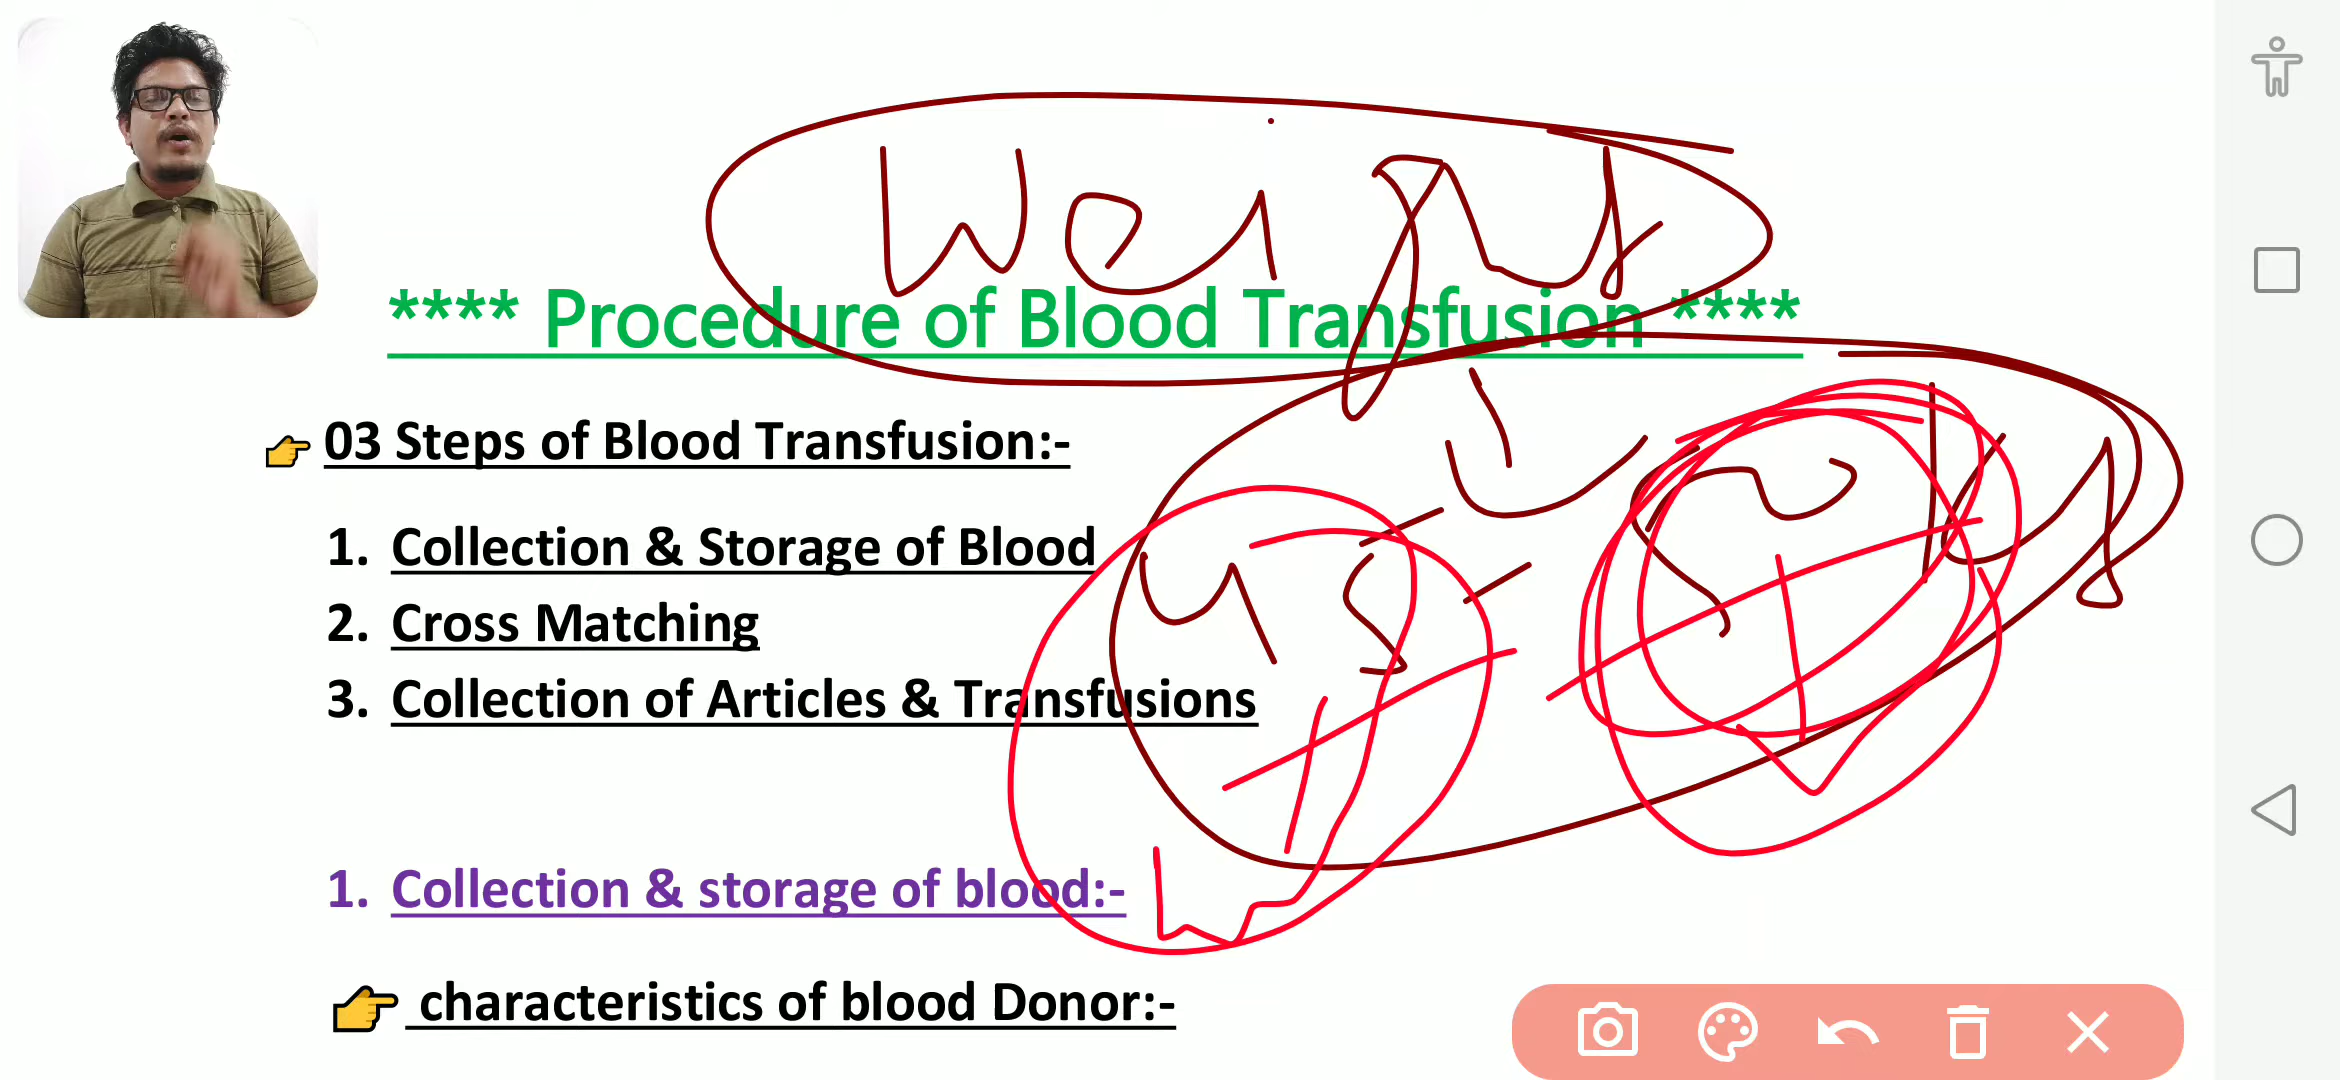 Weight
**** Procedure of Blood Transfusion ****
03 Steps of Blood Transfusion:-
1. Collection & Storage of Blood
2. Cross Matching
3. Collection of Articles & Transfusions
45
1. Collection & storage of blood:-
characteristics of blood Donor:-